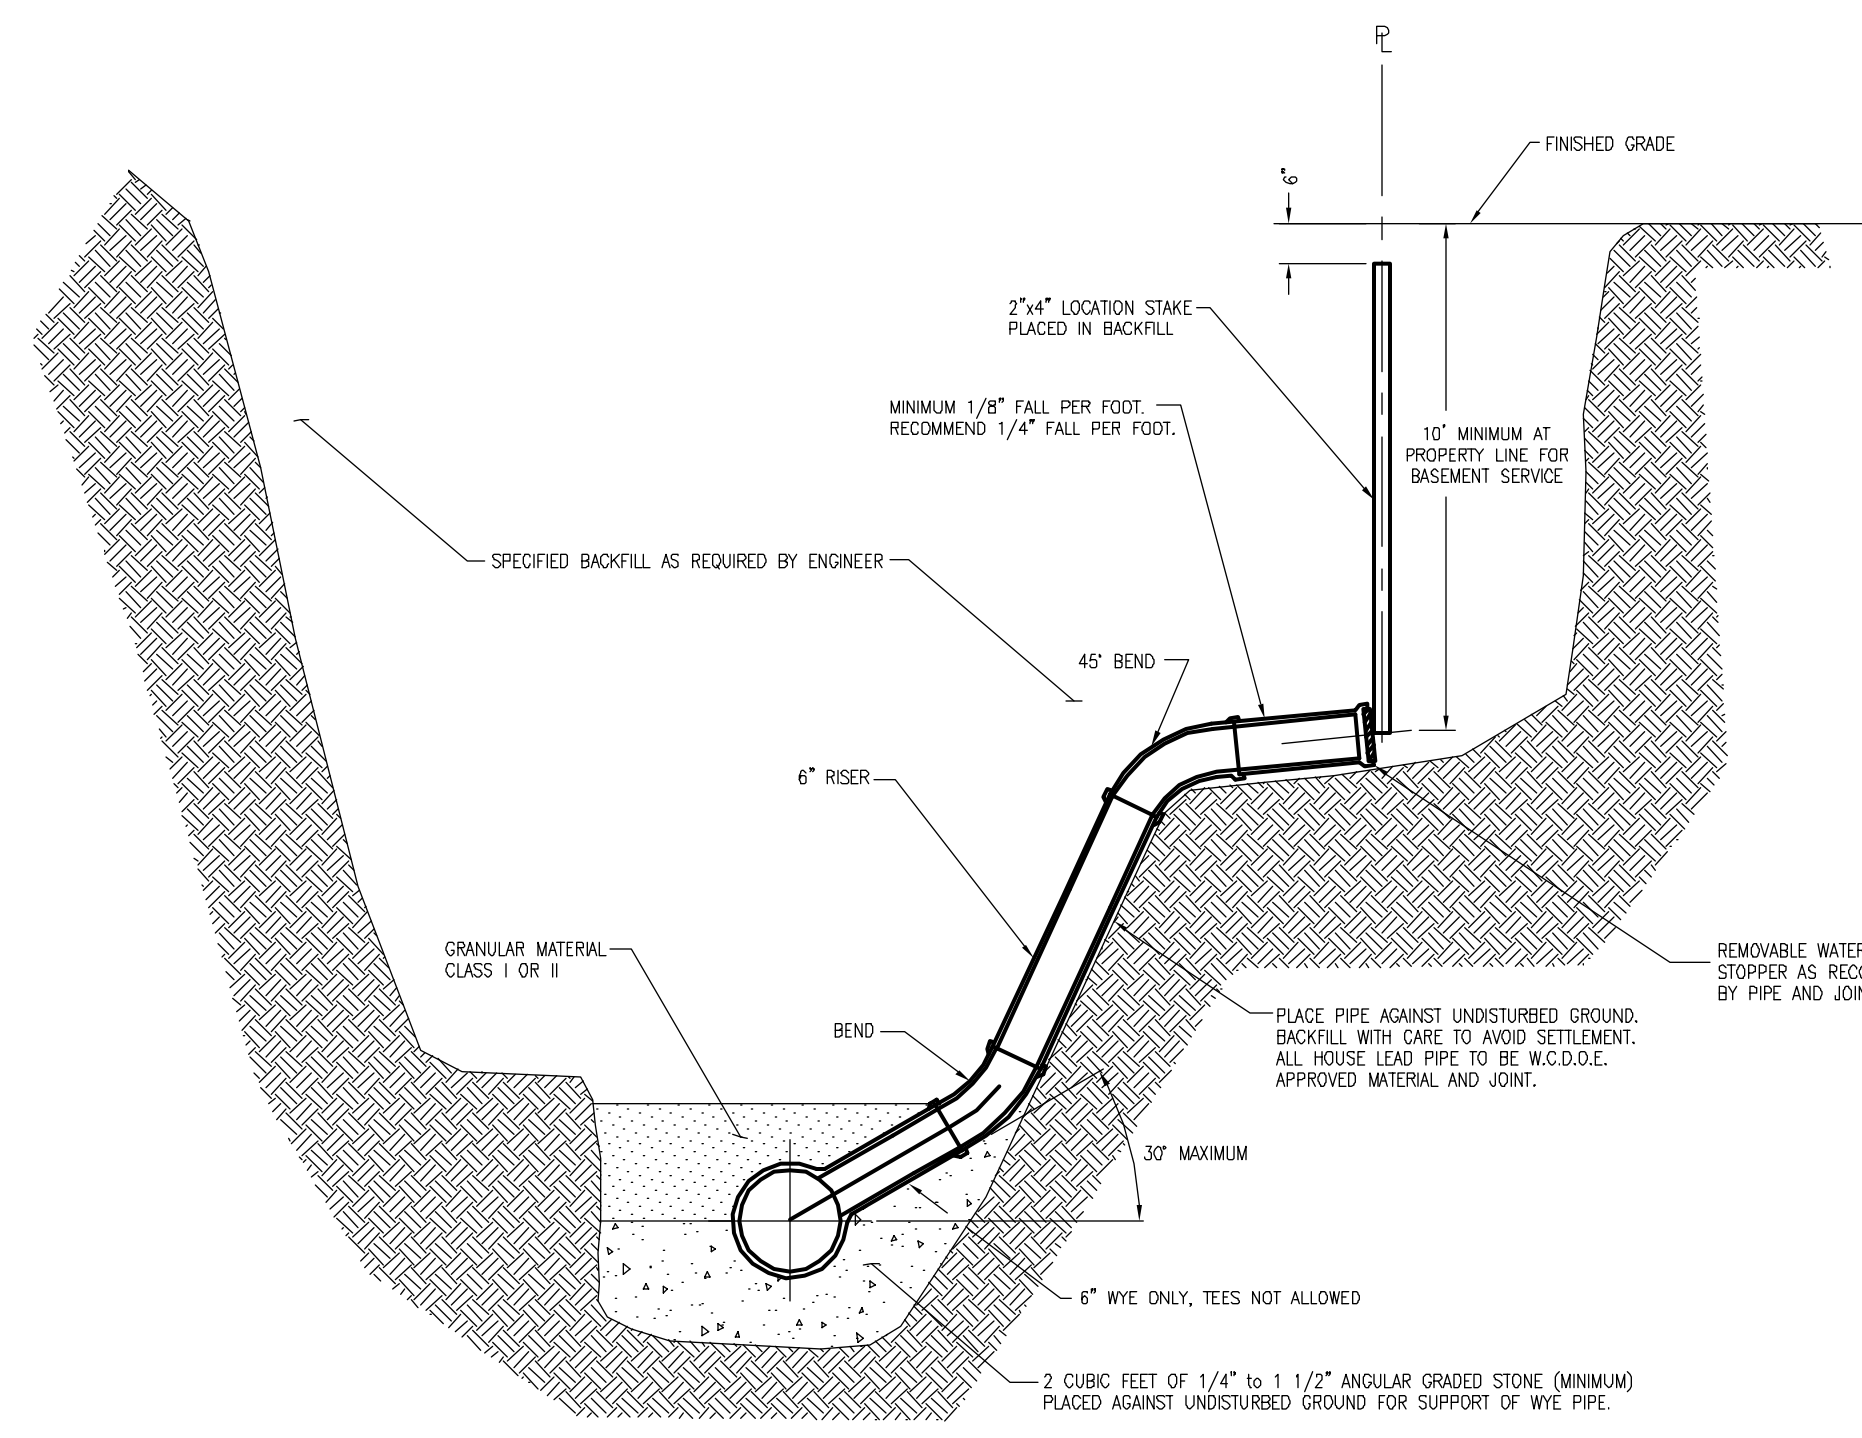 PL
FINISHED GRADE
6"
2"x4" LOCATION STAKE
PLACED IN BACKFILL
MINIMUM 1/8" FALL PER FOOT.
RECOMMEND 1/4" FALL PER FOOT.
10' MINIMUM AT
PROPERTY LINE FOR
BASEMENT SERVICE
SPECIFIED BACKFILL AS REQUIRED BY ENGINEER
45° BEND
6" RISER
GRANULAR MATERIAL
CLASS I OR II
REMOVABLE
STOPPER AS
BY PIPE AND
BEND
PLACE PIPE AGAINST UNDISTURBED GROUND.
BACKFILL WITH CARE TO AVOID SETTLEMENT.
ALL HOUSE LEAD PIPE TO BE W.C.D.O.E.
APPROVED MATERIAL AND JOINT.
30° MAXIMUM
6" WYE ONLY, TEES NOT ALLOWED
2 CUBIC FEET OF 1/4" to 1 1/2" ANGULAR GRADED STONE (MINIMUM)
PLACED AGAINST UNDISTURBED GROUND FOR SUPPORT OF WYE PIPE.